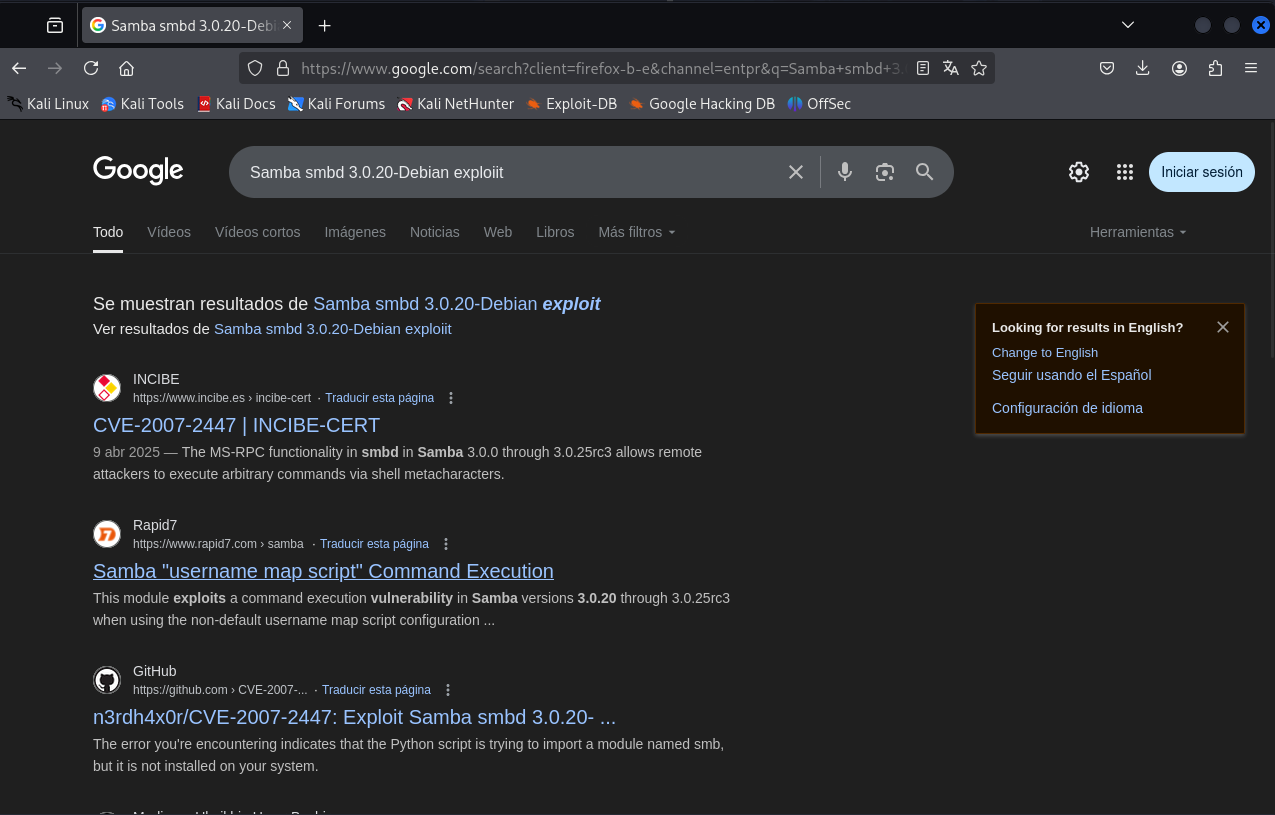 Samba smbd 3.0.20-Debi
https://www.google.com/search?client=firefox-b-e&channel=entpr&q=Samba+smbd+3.
Kali Linux Kali Tools Kali Docs Kali Forums Kali NetHunter Exploit-DB Google Hacking DB OffSec
Google
Samba smbd 3.0.20-Debian exploiit
Iniciar sesión
Todo Vídeos Vídeos cortos Imágenes Noticias Web Libros Más filtros Herramientas
Se muestran resultados de Samba smbd 3.0.20-Debian exploit
Ver resultados de Samba smbd 3.0.20-Debian exploiit
Looking for results in English?
Change to English
Seguir usando el Español
Configuración de idioma
INCIBE
https://www.incibe.es › incibe-cert · Traducir esta página
CVE-2007-2447 | INCIBE-CERT
9 abr 2025 — The MS-RPC functionality in smbd in Samba 3.0.0 through 3.0.25rc3 allows remote
attackers to execute arbitrary commands via shell metacharacters.
Rapid7
https://www.rapid7.com › samba · Traducir esta página
Samba "username map script" Command Execution
This module exploits a command execution vulnerability in Samba versions 3.0.20 through 3.0.25rc3
when using the non-default username map script configuration ...
GitHub
https://github.com › CVE-2007-... · Traducir esta página
n3rdh4x0r/CVE-2007-2447: Exploit Samba smbd 3.0.20- ...
The error you're encountering indicates that the Python script is trying to import a module named smb,
but it is not installed on your system.